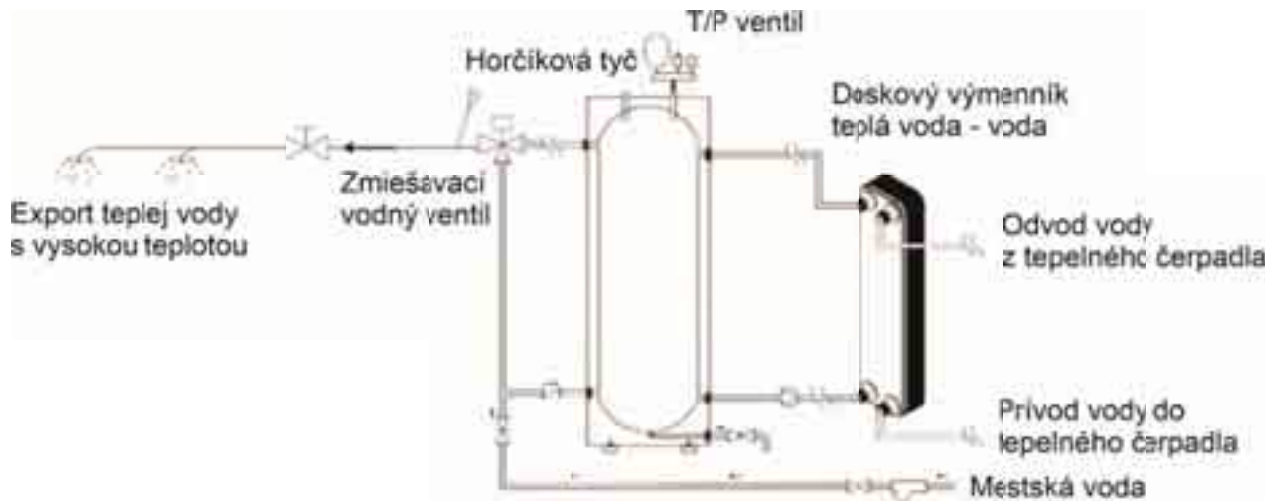 T/P ventil
Horčíková tyč
Doskový výmenník
teplá voda - voda
Zmiešavací
vodný ventil
Export teplej vody
s vysokou teplotou
Odvod vody
z tepelného čerpadla
Prívod vody do
tepelného čerpadla
Mestská voda